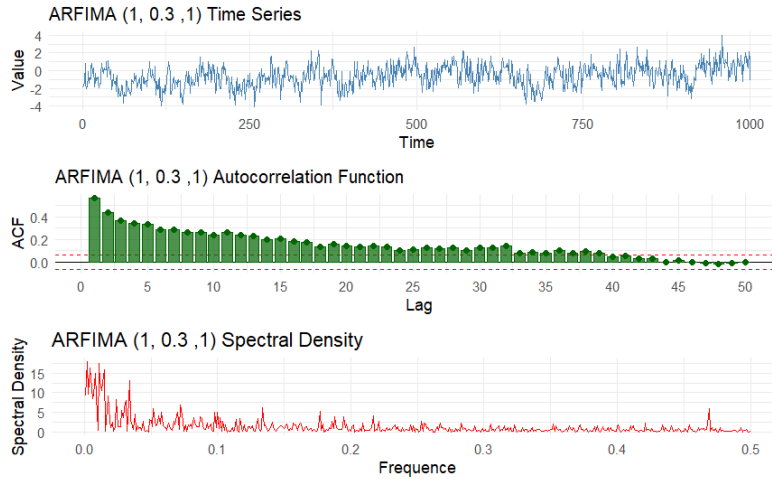 ARFIMA (1, 0.3 ,1) Time Series
Value
4
2
0
-2
-4
0 250 500 750 1000
Time
ARFIMA (1, 0.3 ,1) Autocorrelation Function
ACF
0.4
0.2
0.0
0 5 10 15 20 25 30 35 40 45 50
Lag
ARFIMA (1, 0.3 ,1) Spectral Density
Spectral Density
15
10
5
0
0.0 0.1 0.2 0.3 0.4 0.5
Frequence